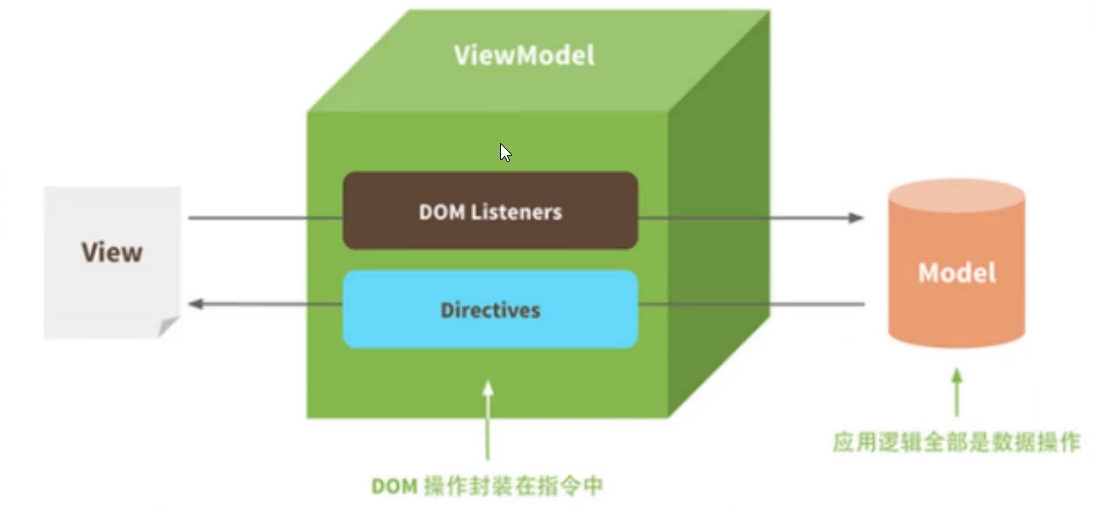 ViewModel
DOM Listeners
View
Model
Directives
应用逻辑全部是数据操作
DOM 操作封装在指令中